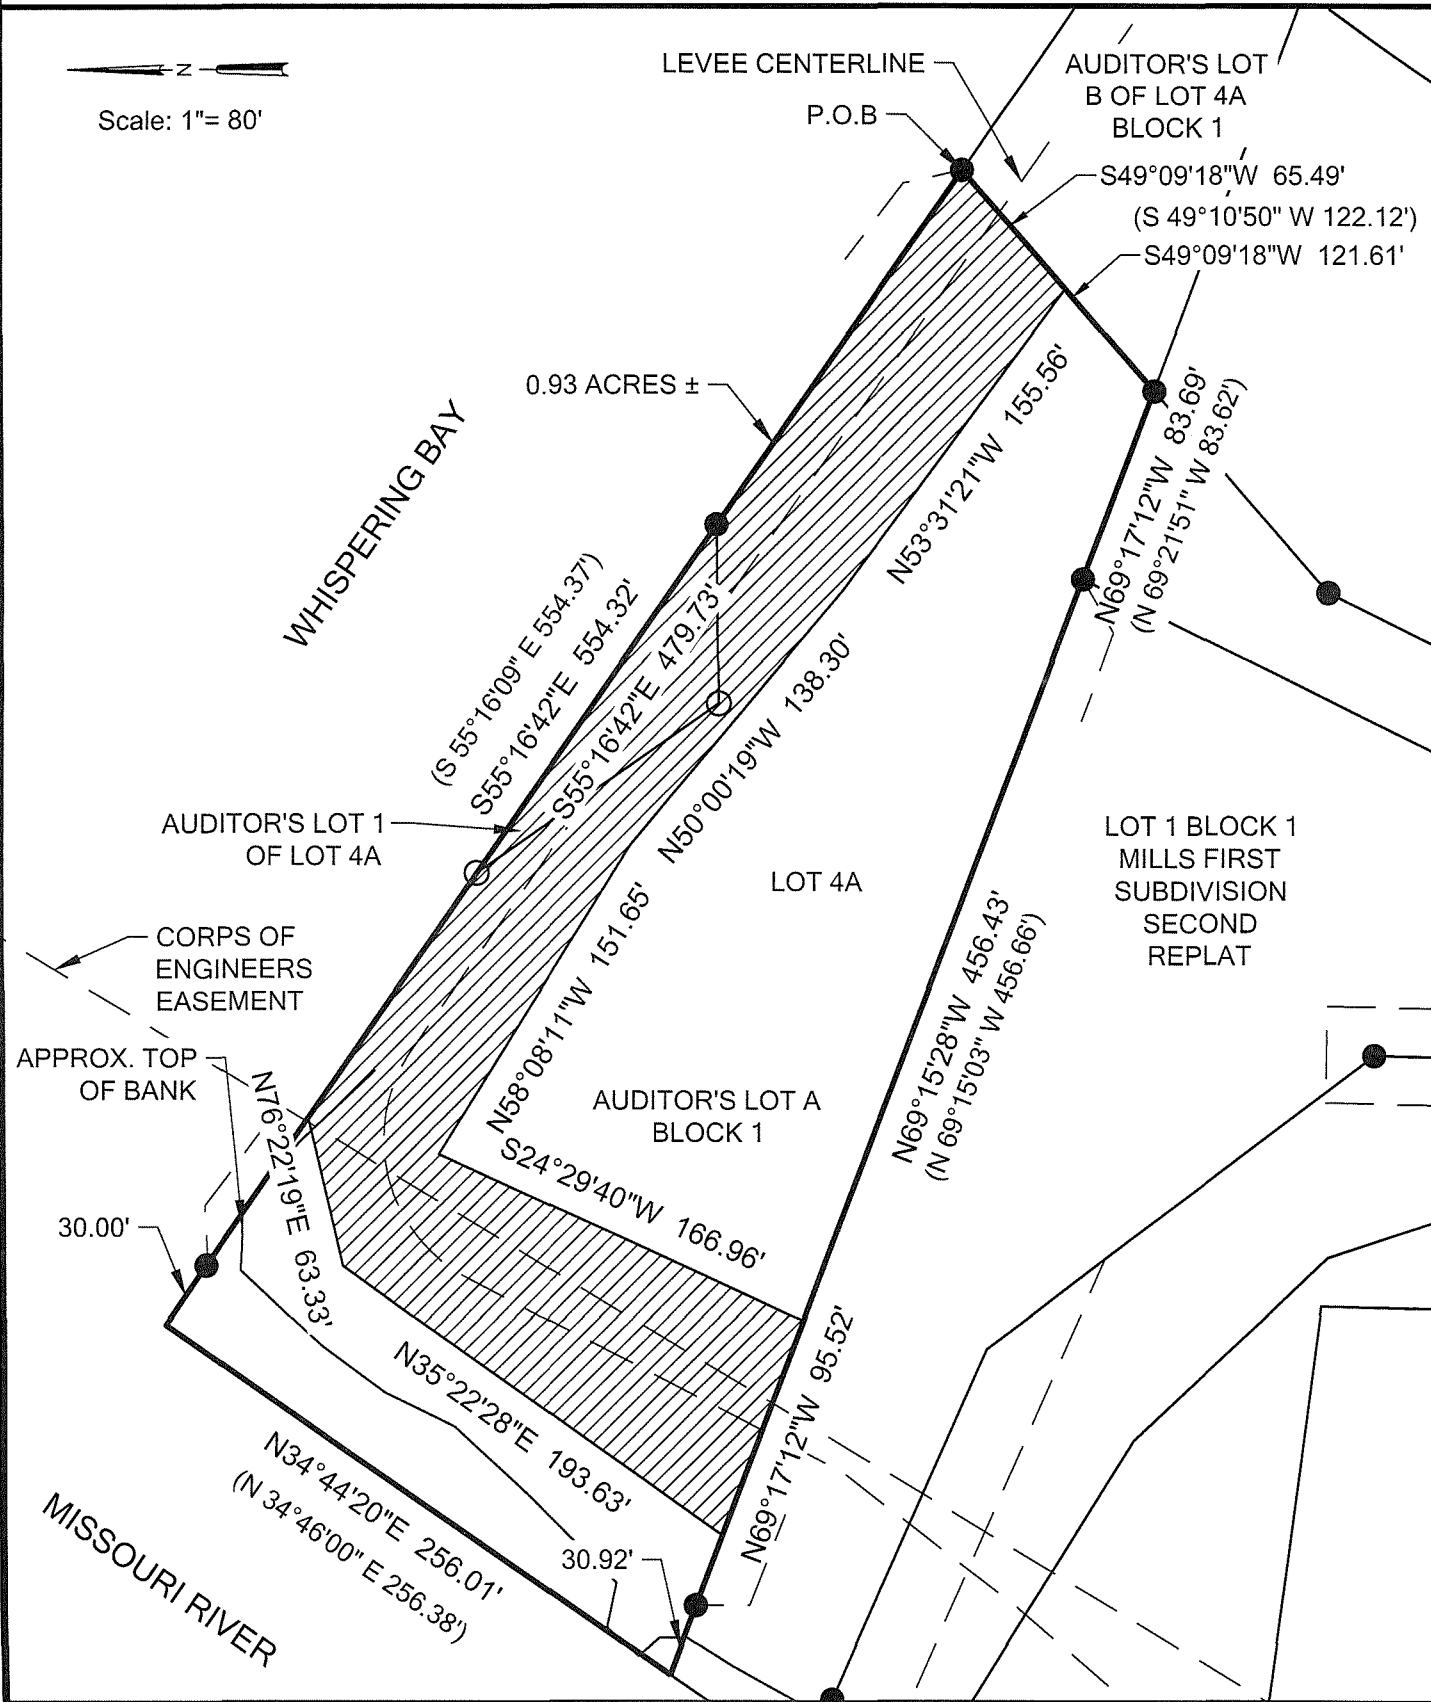 N
Scale: 1"= 80'
LEVEE CENTERLINE
P.O.B
AUDITOR'S LOT
B OF LOT 4A
BLOCK 1
S49°09'18"W 65.49'
(S 49°10'50" W 122.12')
S49°09'18"W 121.61'
0.93 ACRES ±
WHISPERING BAY
N53°31'21"W 155.56'
N69°17'12"W 83.69'
(N 69°21'51" W 83.62')
(S 55°16'09" E 554.37')
S55°16'42"E 554.32'
S55°16'42"E 479.73'
N50°00'19"W 138.30'
AUDITOR'S LOT 1
OF LOT 4A
LOT 4A
LOT 1 BLOCK 1
MILLS FIRST
SUBDIVISION
SECOND
REPLAT
CORPS OF
ENGINEERS
EASEMENT
N58°08'11"W 151.65'
N69°15'28"W 456.43'
(N 69°15'03" W 456.66')
APPROX. TOP
OF BANK
AUDITOR'S LOT A
BLOCK 1
N76°22'19"E 63.33'
S24°29'40"W 166.96'
30.00'
N35°22'28"E 193.63'
N69°17'12"W 95.52'
N34°44'20"E 256.01'
(N 34°46'00" E 256.38')
30.92'
MISSOURI RIVER